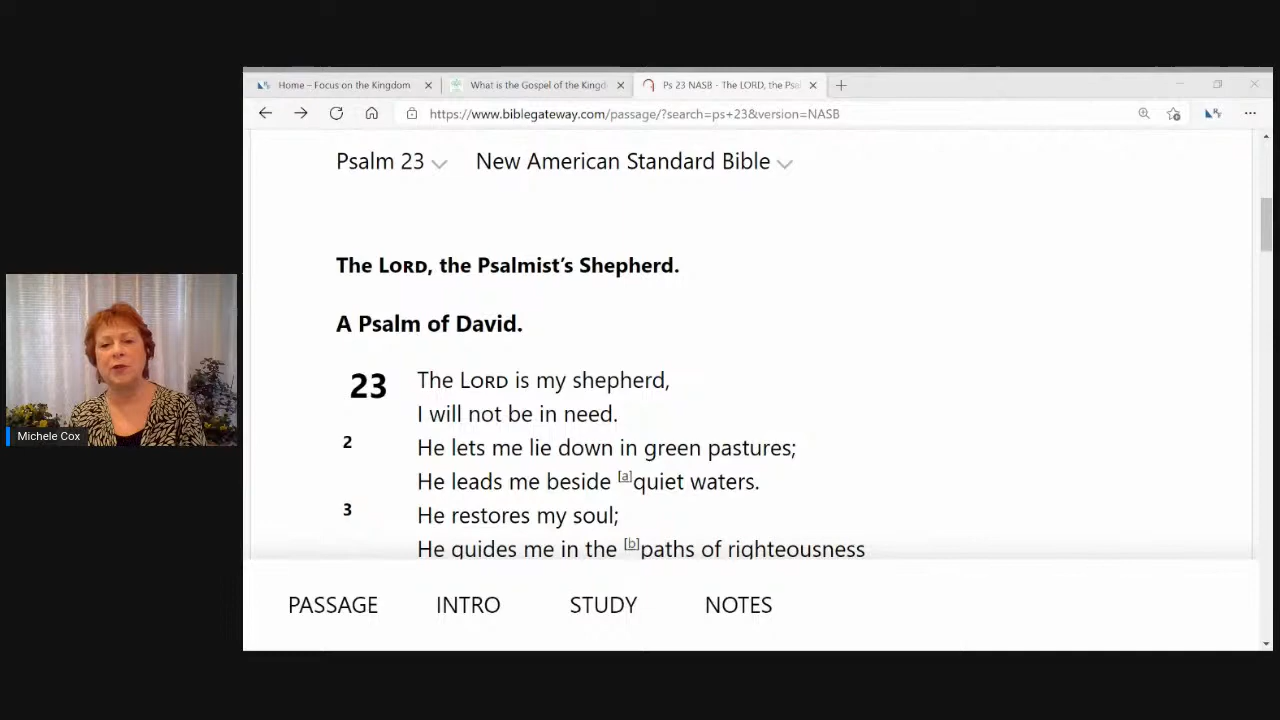 Home – Focus on the Kingdom
What is the Gospel of the Kingd
Ps 23 NASB - The LORD, the Psal
https://www.biblegateway.com/passage/?search=ps+23&version=NASB
Psalm 23 New American Standard Bible
The LORD, the Psalmist’s Shepherd.
A Psalm of David.
23 The LORD is my shepherd,
I will not be in need.
2 He lets me lie down in green pastures;
He leads me beside [a]quiet waters.
3 He restores my soul;
He guides me in the [b]paths of righteousness
PASSAGE INTRO STUDY NOTES
Michele Cox